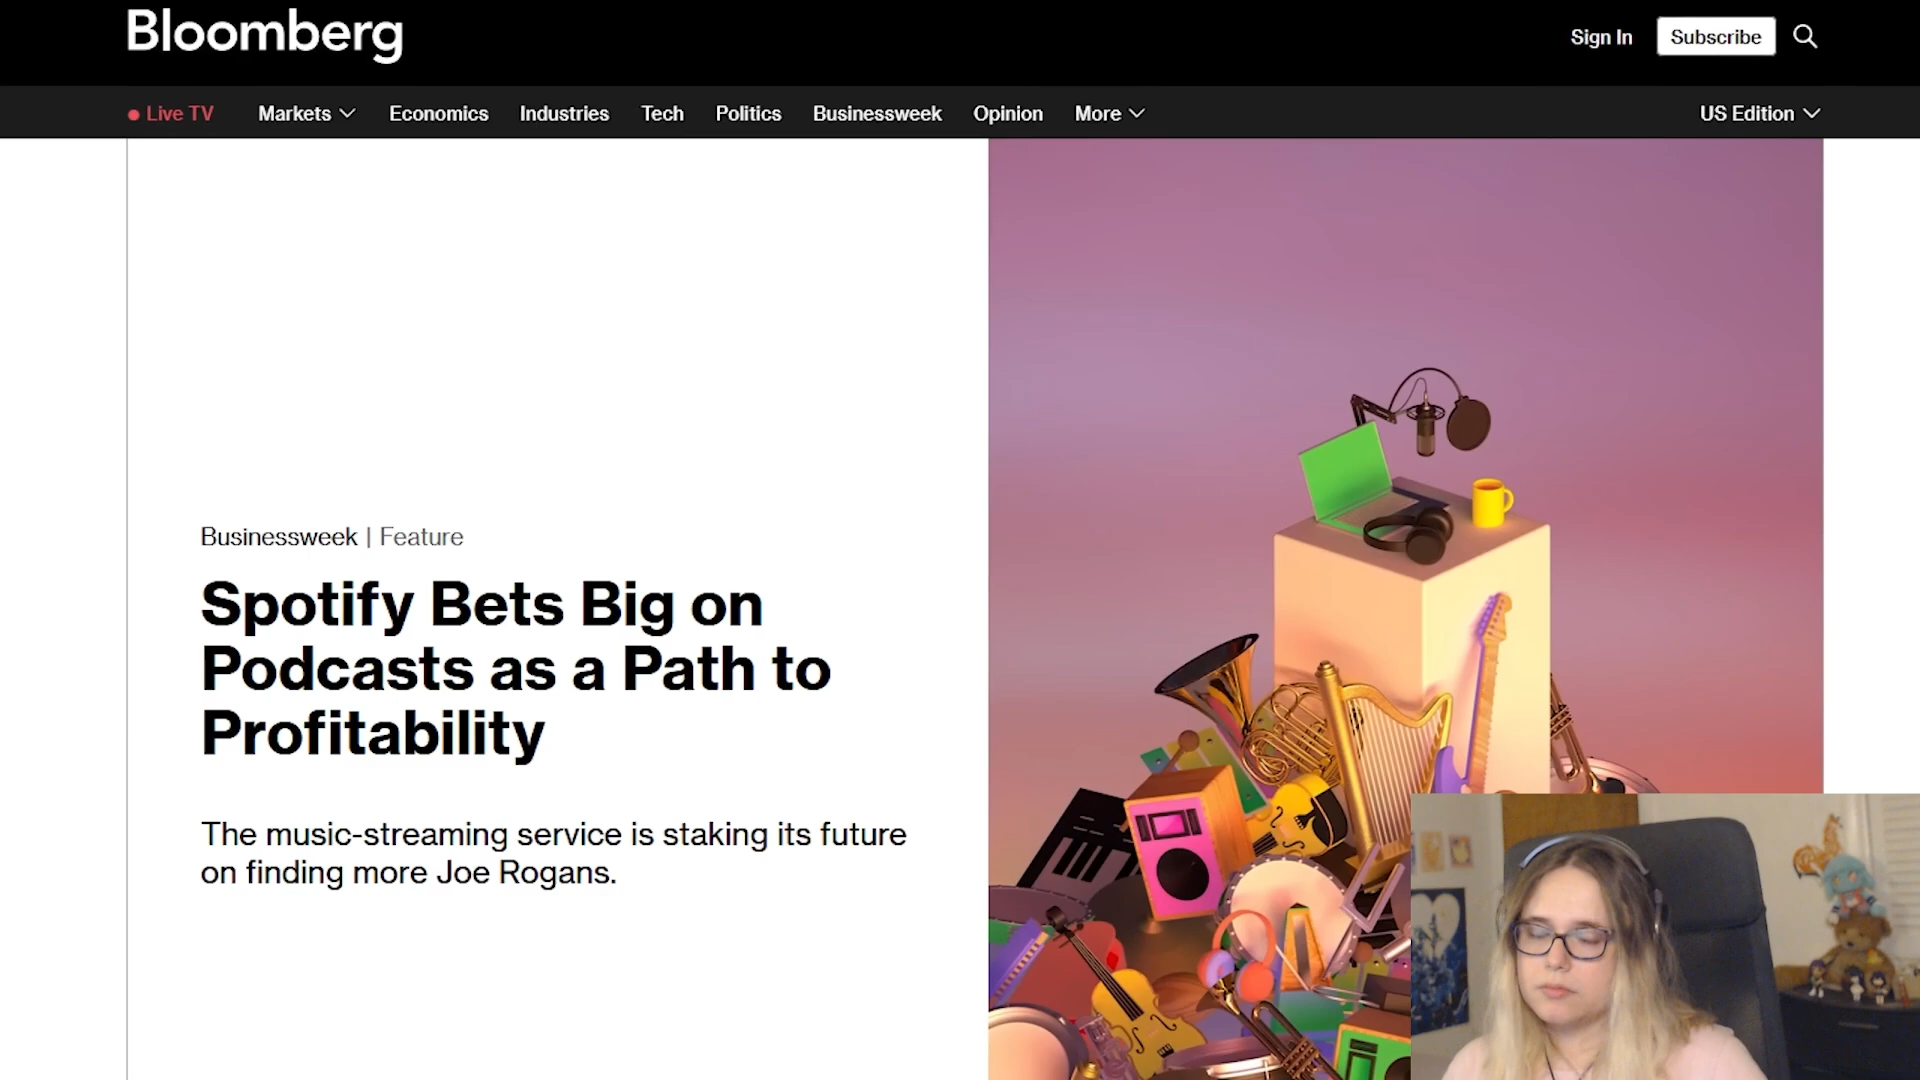 Bloomberg
Sign In
Subscribe
Live TV
Markets
Economics
Industries
Tech
Politics
Businessweek
Opinion
More
US Edition
Businessweek | Feature
Spotify Bets Big on
Podcasts as a Path to
Profitability
The music-streaming service is staking its future
on finding more Joe Rogans.